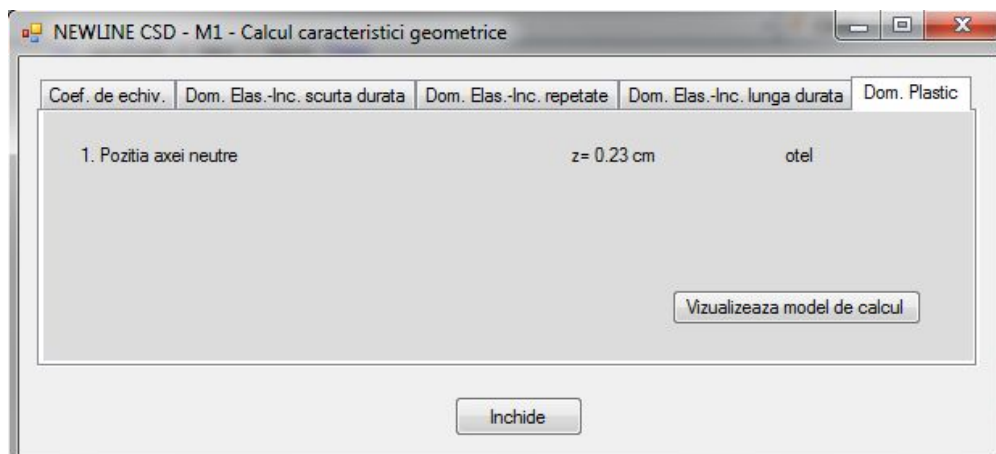 NEWLINE CSD - M1 - Calcul caracteristici geometrice
Coef. de echiv. Dom. Elas.-Inc. scurta durata Dom. Elas.-Inc. repetate Dom. Elas.-Inc. lunga durata Dom. Plastic
1. Pozitia axei neutre z= 0.23 cm otel
Vizualizeaza model de calcul
Inchide